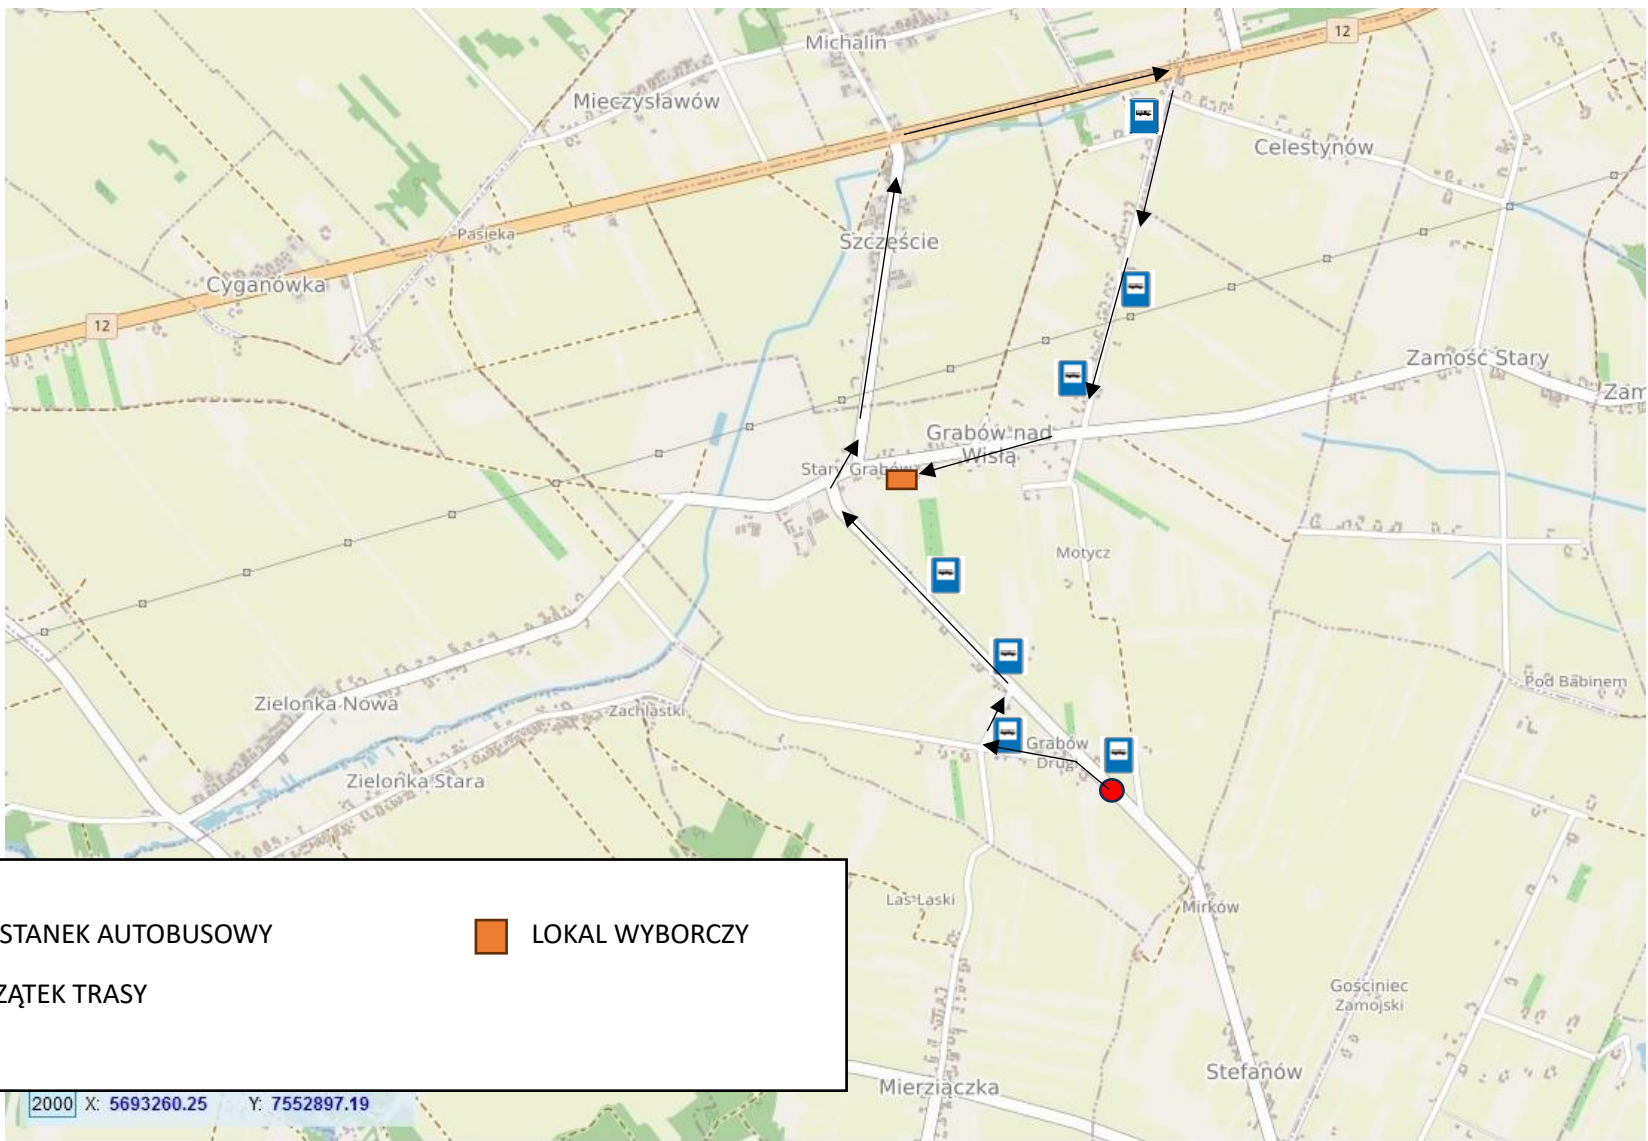 Michalin
12
Mieczysławów
Celestynów
Pasieka
Szczęście
Cyganówka
12
Zamość Stary
Zam
Grabów nad
Wisłą
Stary Grabów
Motycz
Pod Babinem
Zielonka Nowa
Zachlastki
Grabów
Drugi
Zielonka Stara
Las-Laski
Mirków
STANEK AUTOBUSOWY
LOKAL WYBORCZY
ZĄTEK TRASY
Gościniec
Zamojski
Stefanów
Mierziączka
2000 X: 5693260.25 Y: 7552897.19